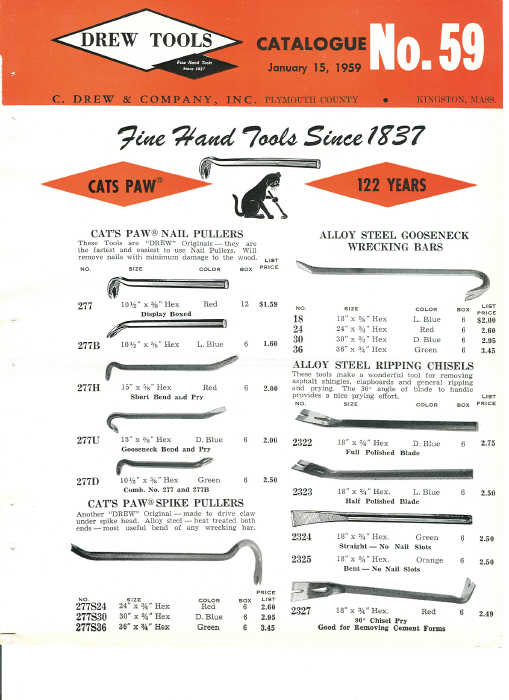 DREW TOOLS
Fine Hand Tools
Since 1837
CATALOGUE No. 59
January 15, 1959
C. DREW & COMPANY, INC. PLYMOUTH COUNTY • KINGSTON, MASS.
Fine Hand Tools Since 1837
CATS PAW®
122 YEARS
CAT'S PAW® NAIL PULLERS
These Tools are "DREW" Originals — they are
the fastest and easiest to use Nail Pullers. Will
remove nails with minimum damage to the wood.
NO. SIZE COLOR BOX LIST PRICE
277 10½" x ⅝" Hex Red 12 $1.59
Display Boxed
277B 10½" x ⅝" Hex L. Blue 6 1.60
277H 15" x ⅝" Hex Red 6 2.00
Short Bend and Pry
277U 15" x ⅝" Hex D. Blue 6 2.00
Gooseneck Bend and Pry
277D 10½" x ⅝" Hex Green 6 2.50
Comb. No. 277 and 277B
CAT'S PAW® SPIKE PULLERS
Another "DREW" Original — made to drive claw
under spike head. Alloy steel — heat treated both
ends — most useful bend of any wrecking bar.
NO. SIZE COLOR BOX PRICE LIST
277S24 24" x ¾" Hex Red 6 2.60
277S30 30" x ¾" Hex D. Blue 6 2.95
277S36 36" x ¾" Hex Green 6 3.45
ALLOY STEEL GOOSENECK
WRECKING BARS
NO. SIZE COLOR BOX LIST PRICE
18 18" x ¾" Hex L. Blue 6 $2.00
24 24" x ¾" Hex Red 6 2.60
30 30" x ¾" Hex D. Blue 6 2.95
36 36" x ¾" Hex Green 6 3.45
ALLOY STEEL RIPPING CHISELS
These tools make a wonderful tool for removing
asphalt shingles, clapboards and general ripping
and prying. The 30° angle of blade to handle
provides a nice prying effort.
NO. SIZE COLOR BOX LIST PRICE
2322 18" x ¾" Hex D. Blue 6 2.75
Full Polished Blade
2323 18" x ¾" Hex. L. Blue 6 2.50
Half Polished Blade
2324 18" x ¾" Hex. Green 6 2.50
Straight — No Nail Slots
2325 18" x ¾" Hex. Orange 6 2.50
Bent — No Nail Slots
2327 18" x ¾" Hex. Red 6 2.49
90° Chisel Pry
Good for Removing Cement Forms